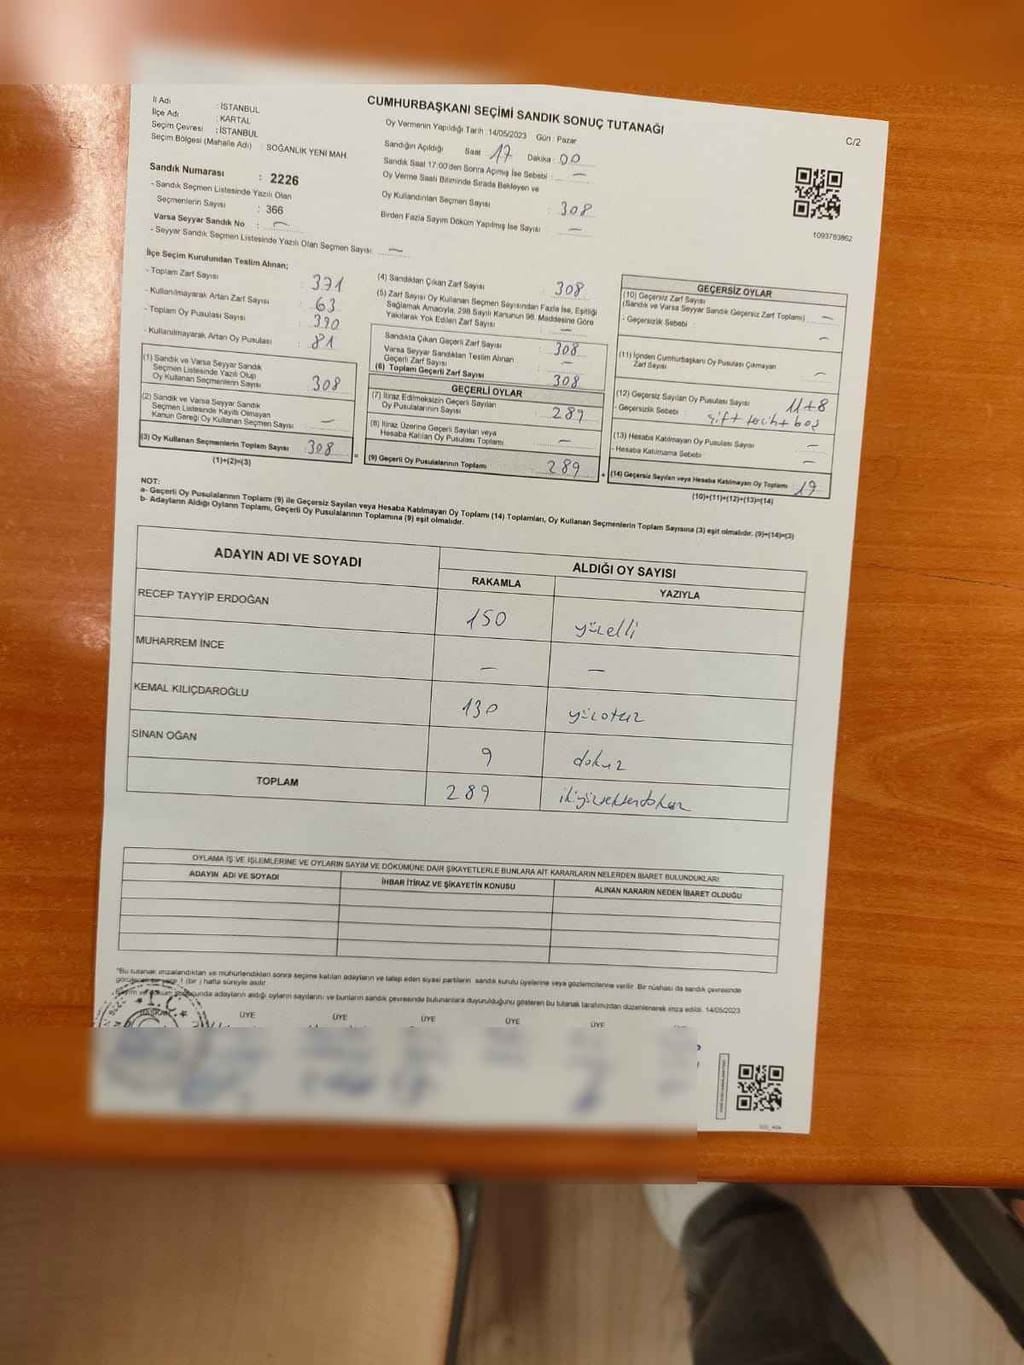 CUMHURBAŞKANI SEÇİMİ SANDIK SONUÇ TUTANAĞI
C/2
İl Adı : İSTANBUL
İlçe Adı : KARTAL
Seçim Çevresi : İSTANBUL
Seçim Bölgesi (Mahalle Adı) : SOĞANLIK YENİ MAH.
Sandık Numarası : 2226
- Sandık Seçmen Listesinde Yazılı Olan
Seçmenlerin Sayısı : 366
Varsa Seyyar Sandık No : —
- Seyyar Sandık Seçmen Listesinde Yazılı Olan Seçmen Sayısı: —
Oy Vermenin Yapıldığı Tarih :14/05/2023 Gün : Pazar
Sandığın Açıldığı Saat 17 Dakika : 00
Sandık Saat 17:00'den Sonra Açılmış İse Sebebi : —
Oy Verme Saati Bitiminde Sırada Bekleyen ve
Oy Kullandırılan Seçmen Sayısı : 308
Birden Fazla Sayım Döküm Yapılmış İse Sayısı : —
1093783862
İlçe Seçim Kurulundan Teslim Alınan;
- Toplam Zarf Sayısı : 371
- Kullanılmayarak Artan Zarf Sayısı : 63
- Toplam Oy Pusulası Sayısı : 390
- Kullanılmayarak Artan Oy Pusulası : 81
(1) Sandık ve Varsa Seyyar Sandık
Seçmen Listesinde Yazılı Olup
Oy Kullanan Seçmenlerin Sayısı 308
(2) Sandık ve Varsa Seyyar Sandık
Seçmen Listesinde Kayıtlı Olmayan
Kanun Gereği Oy Kullanan Seçmen Sayısı —
(3) Oy Kullanan Seçmenlerin Toplam Sayısı 308
(1)+(2)=(3)
(4) Sandıktan Çıkan Zarf Sayısı 308
(5) Zarf Sayısı Oy Kullanan Seçmen Sayısından Fazla İse, Eşitliği
Sağlamak Amacıyla, 298 Sayılı Kanunun 98. Maddesine Göre
Yakılarak Yok Edilen Zarf Sayısı —
Sandıkta Çıkan Geçerli Zarf Sayısı 308
Varsa Seyyar Sandıktan Teslim Alınan
Geçerli Zarf Sayısı —
(6) Toplam Geçerli Zarf Sayısı 308
GEÇERLİ OYLAR
(7) İtiraz Edilmeksizin Geçerli Sayılan
Oy Pusulalarının Sayısı 289
(8) İtiraz Üzerine Geçerli Sayılan veya
Hesaba Katılan Oy Pusulası Toplamı —
(9) Geçerli Oy Pusulalarının Toplamı 289
GEÇERSİZ OYLAR
(10) Geçersiz Zarf Sayısı
(Sandık ve Varsa Seyyar Sandık Geçersiz Zarf Toplamı) —
- Geçersizlik Sebebi : —
(11) İçinden Cumhurbaşkanı Oy Pusulası Çıkmayan
Zarf Sayısı —
(12) Geçersiz Sayılan Oy Pusulası Sayısı 11+8
- Geçersizlik Sebebi : çift tercih+boş
(13) Hesaba Katılmayan Oy Pusulası Sayısı —
- Hesaba Katılmama Sebebi —
(14) Geçersiz Sayılan veya Hesaba Katılmayan Oy Toplamı 19
(10)+(11)+(12)+(13)=(14)
NOT:
a- Geçerli Oy Pusulalarının Toplamı (9) ile Geçersiz Sayılan veya Hesaba Katılmayan Oy Toplamı (14) Toplamları, Oy Kullanan Seçmenlerin Toplam Sayısına (3) eşit olmalıdır. (9)+(14)=(3)
b- Adayların Aldığı Oyların Toplamı, Geçerli Oy Pusulalarının Toplamına (9) eşit olmalıdır.
ADAYIN ADI VE SOYADI
ALDIĞI OY SAYISI
RAKAMLA YAZIYLA
RECEP TAYYİP ERDOĞAN 150 yüzelli
MUHARREM İNCE — —
KEMAL KILIÇDAROĞLU 130 yüzotuz
SİNAN OĞAN 9 dokuz
TOPLAM 289 ikiyüzseksendokuz
OYLAMA İŞ VE İŞLEMLERİNE VE OYLARIN SAYIM VE DÖKÜMÜNE DAİR ŞİKAYETLERLE BUNLARA AİT KARARLARIN NELERDEN İBARET BULUNDUKLARI
ADAYIN ADI VE SOYADI İHBAR İTİRAZ VE ŞİKAYETİN KONUSU ALINAN KARARIN NEDEN İBARET OLDUĞU
*Bu tutanak imzalandıktan ve mühürlendikten sonra seçime katılan adayların ve talep eden siyasi partilerin sandık kurulu üyelerine veya gözlemcilerine verilir. Bir nüshası da sandık çevresinde
bir yere 1 (bir) hafta süreyle asılır.
adayların aldığı oyların sayılarını ve bunların sandık çevresinde bulunanlara duyurulduğunu gösteren bu tutanak tarafımızdan düzenlenerek imza edildi. 14/05/2023
T.C.
BAŞKAN ÜYE ÜYE ÜYE ÜYE ÜYE